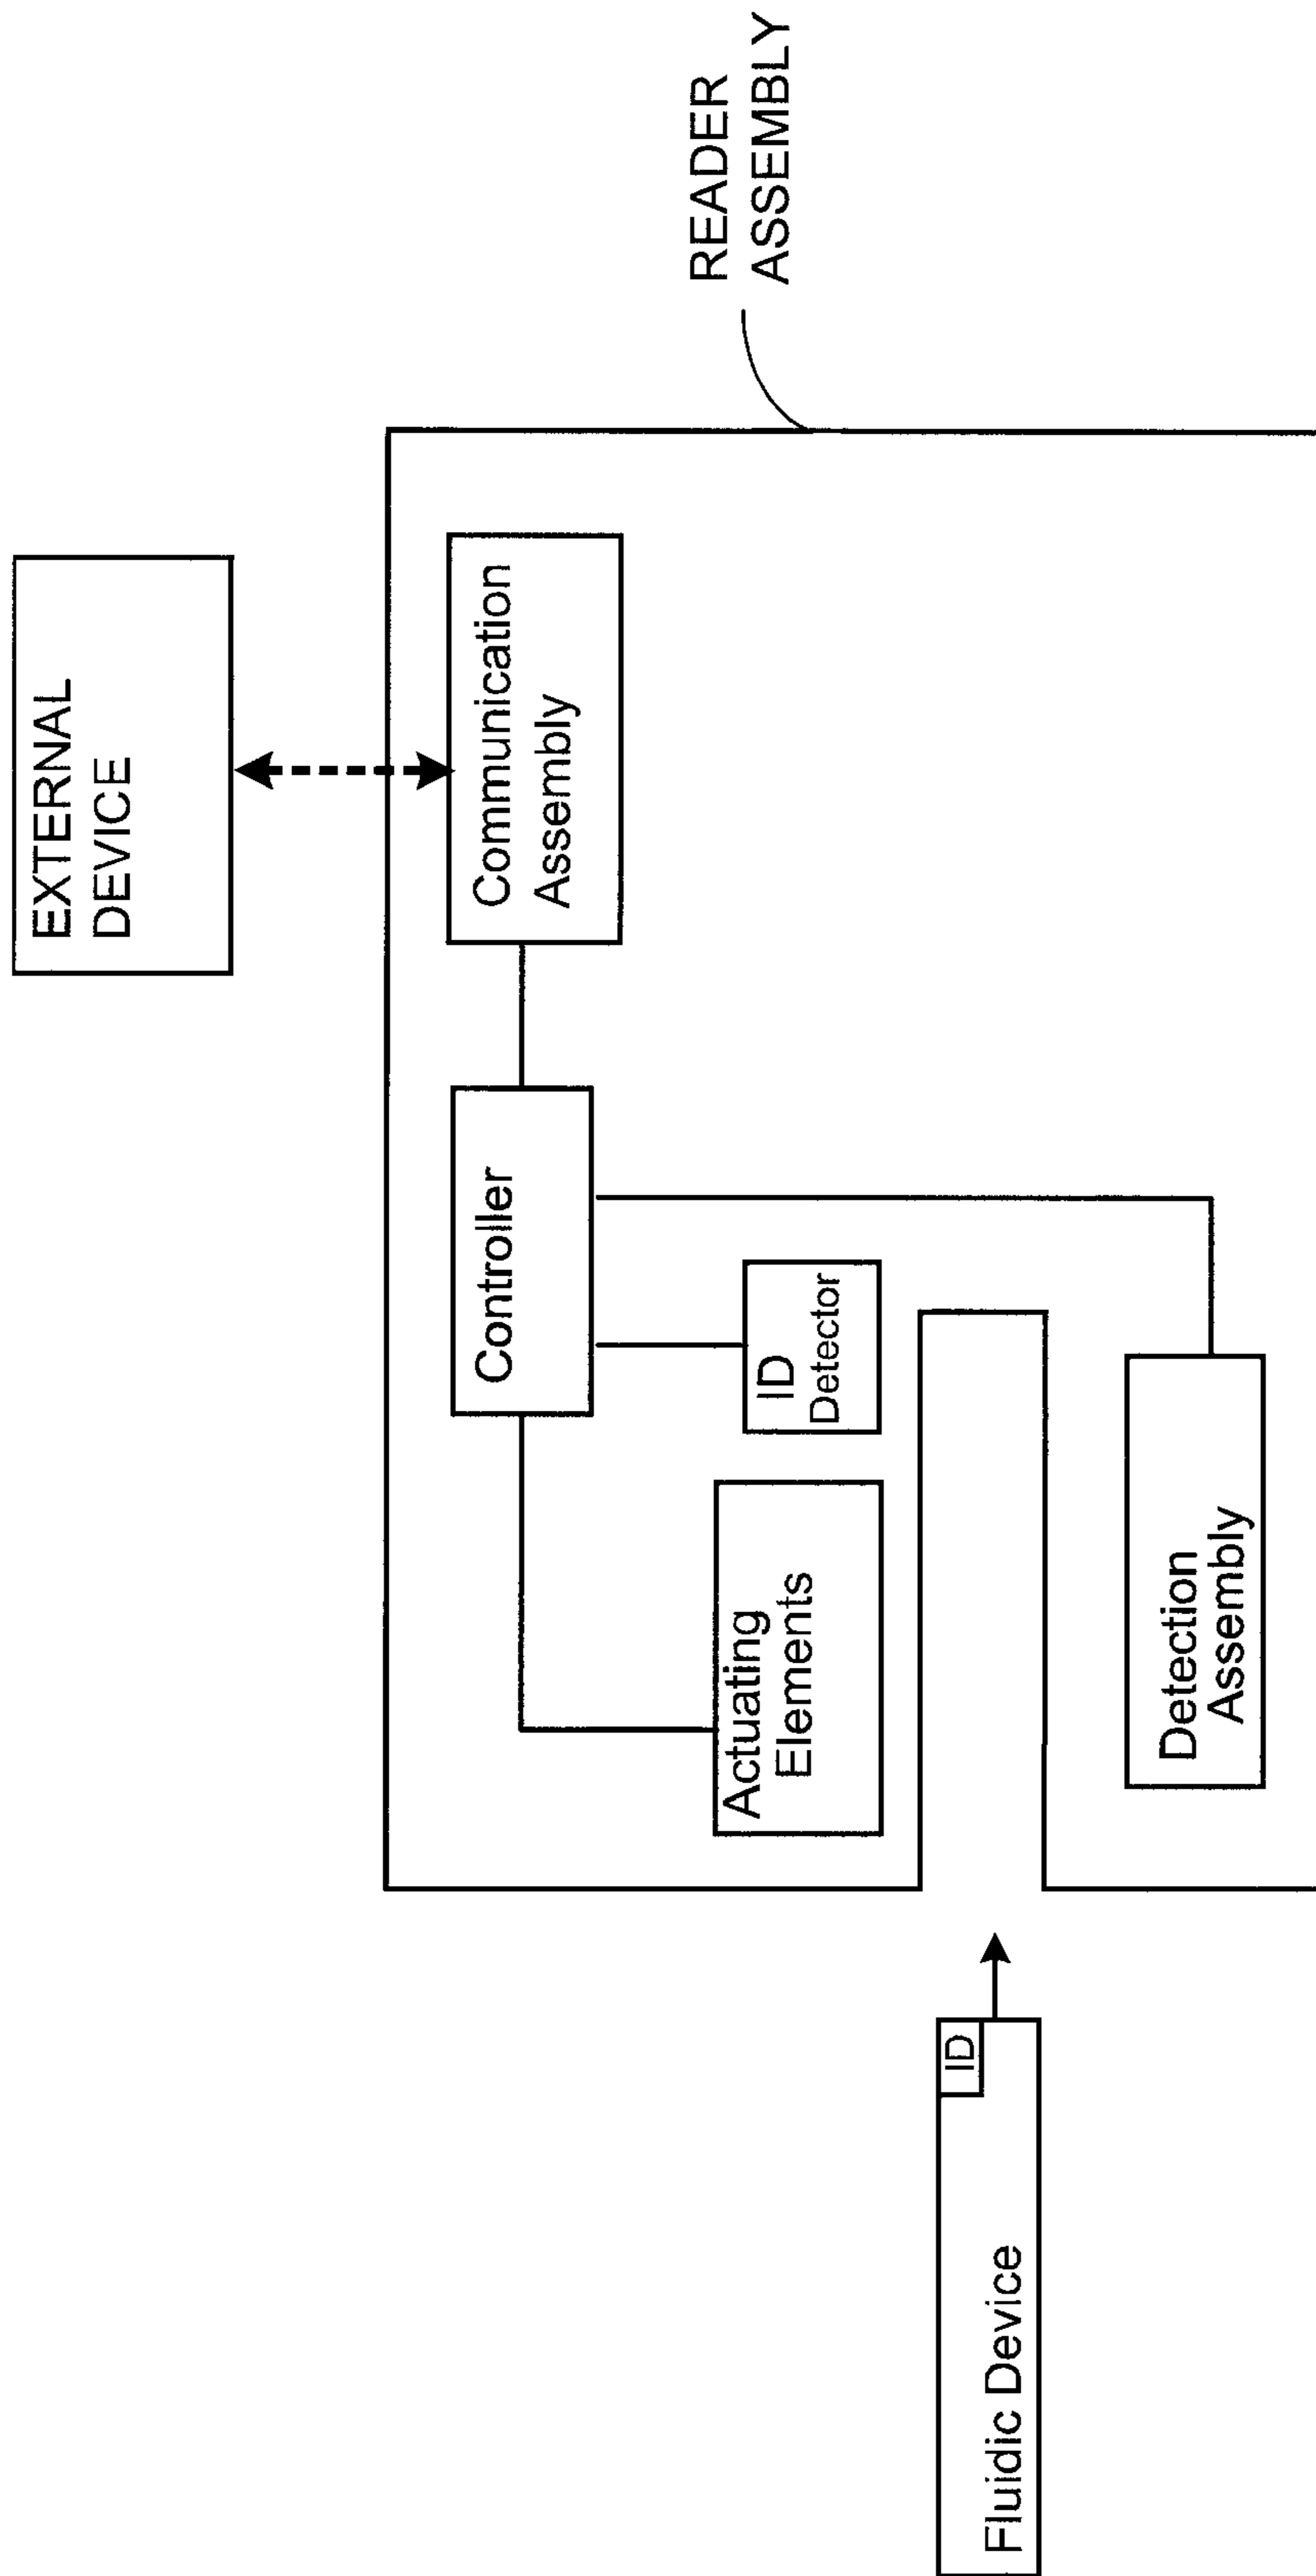 EXTERNAL
DEVICE
READER
ASSEMBLY
Communication
Assembly
Controller
ID
Detector
Actuating
Elements
Detection
Assembly
ID
Fluidic Device